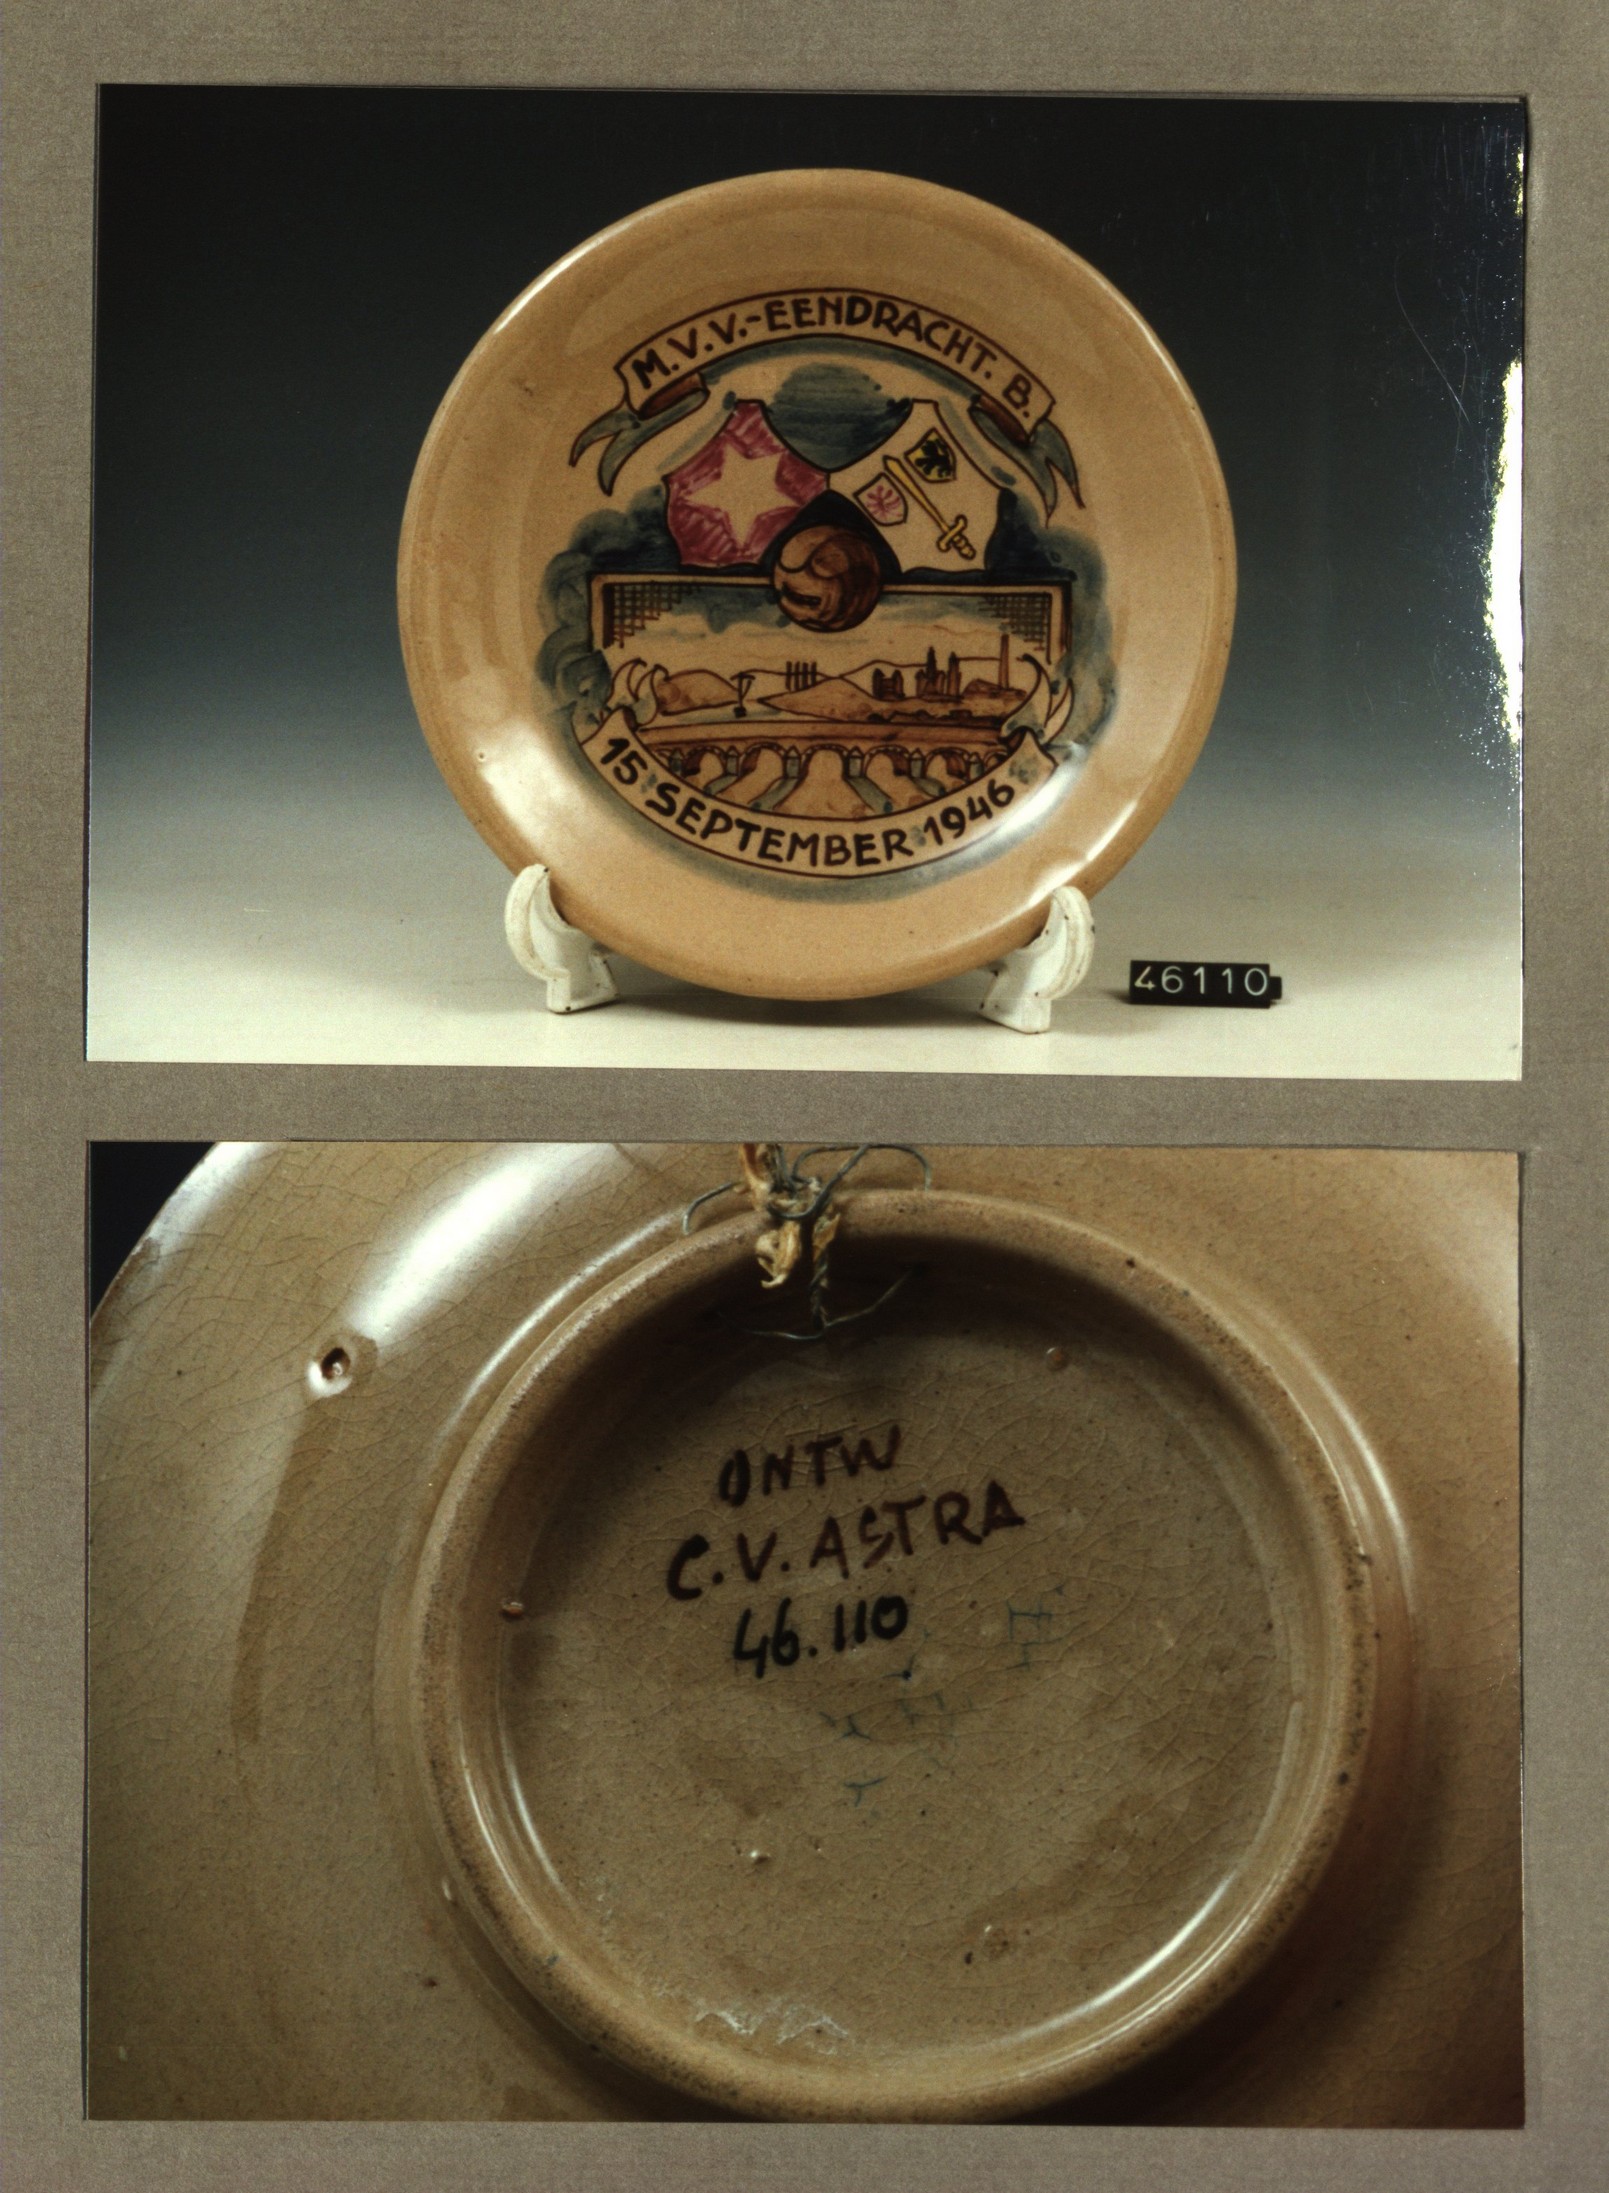 M.V.V.-EENDRACHT. B.
15 SEPTEMBER 1946
46110
ONTW
C.V. ASTRA
46.110